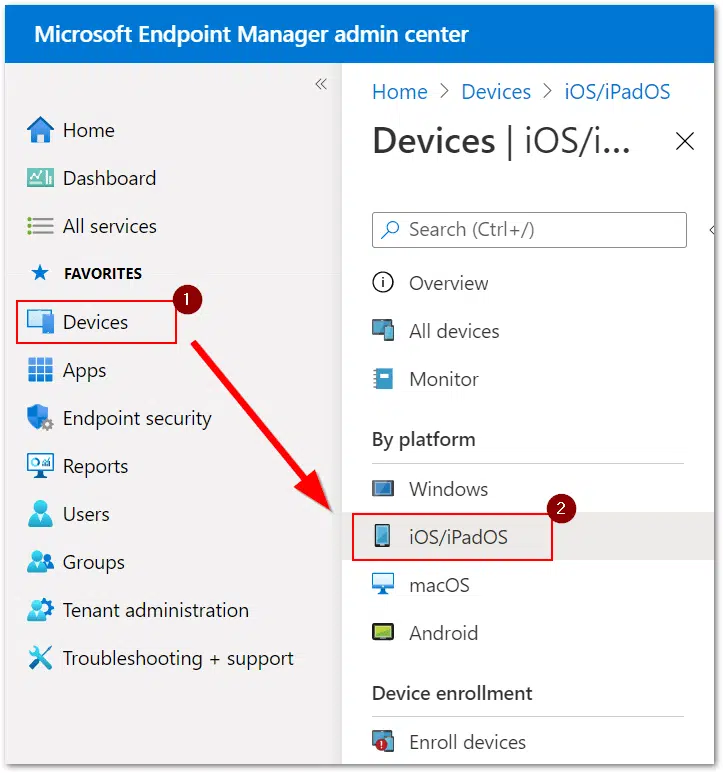 Microsoft Endpoint Manager admin center
«
Home
Dashboard
All services
FAVORITES
1
Devices
Apps
Endpoint security
Reports
Users
Groups
Tenant administration
Troubleshooting + support
Home > Devices > iOS/iPadOS
Devices | iOS/i...
Search (Ctrl+/)
Overview
All devices
Monitor
By platform
Windows
2
iOS/iPadOS
macOS
Android
Device enrollment
Enroll devices